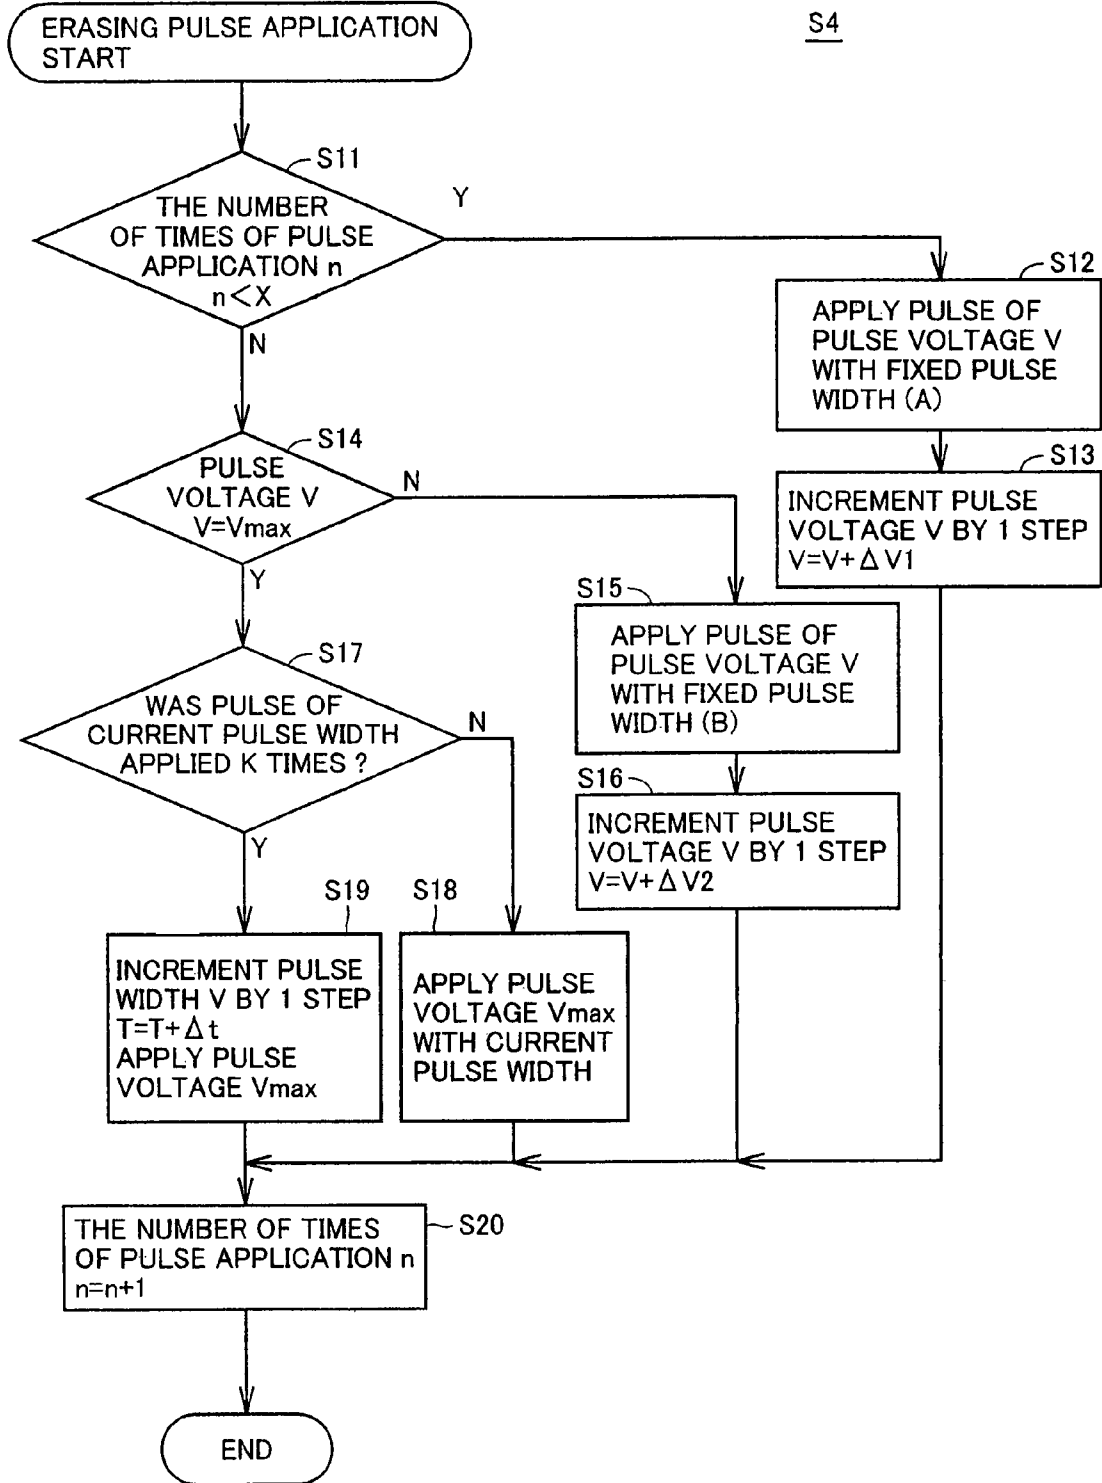 ERASING PULSE APPLICATION
START
S4
S11
THE NUMBER
OF TIMES OF PULSE
APPLICATION n
n<X
Y
N
S12
APPLY PULSE OF
PULSE VOLTAGE V
WITH FIXED PULSE
WIDTH (A)
S13
INCREMENT PULSE
VOLTAGE V BY 1 STEP
V=V+ΔV1
S14
PULSE
VOLTAGE V
V=Vmax
N
Y
S15
APPLY PULSE OF
PULSE VOLTAGE V
WITH FIXED PULSE
WIDTH (B)
S16
INCREMENT PULSE
VOLTAGE V BY 1 STEP
V=V+ΔV2
S17
WAS PULSE OF
CURRENT PULSE WIDTH
APPLIED K TIMES ?
N
Y
S19
INCREMENT PULSE
WIDTH V BY 1 STEP
T=T+Δt
APPLY PULSE
VOLTAGE Vmax
S18
APPLY PULSE
VOLTAGE Vmax
WITH CURRENT
PULSE WIDTH
THE NUMBER OF TIMES
OF PULSE APPLICATION n
n=n+1
S20
END